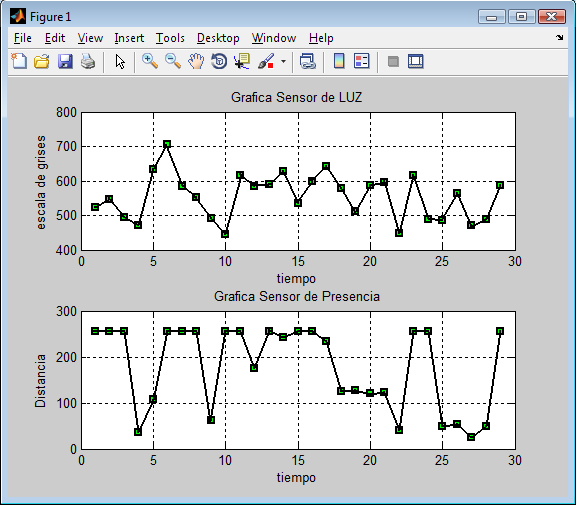 Figure 1
File Edit View Insert Tools Desktop Window Help
Grafica Sensor de LUZ
escala de grises
800
700
600
500
400
0 5 10 15 20 25 30
tiempo
Grafica Sensor de Presencia
Distancia
300
200
100
0
0 5 10 15 20 25 30
tiempo